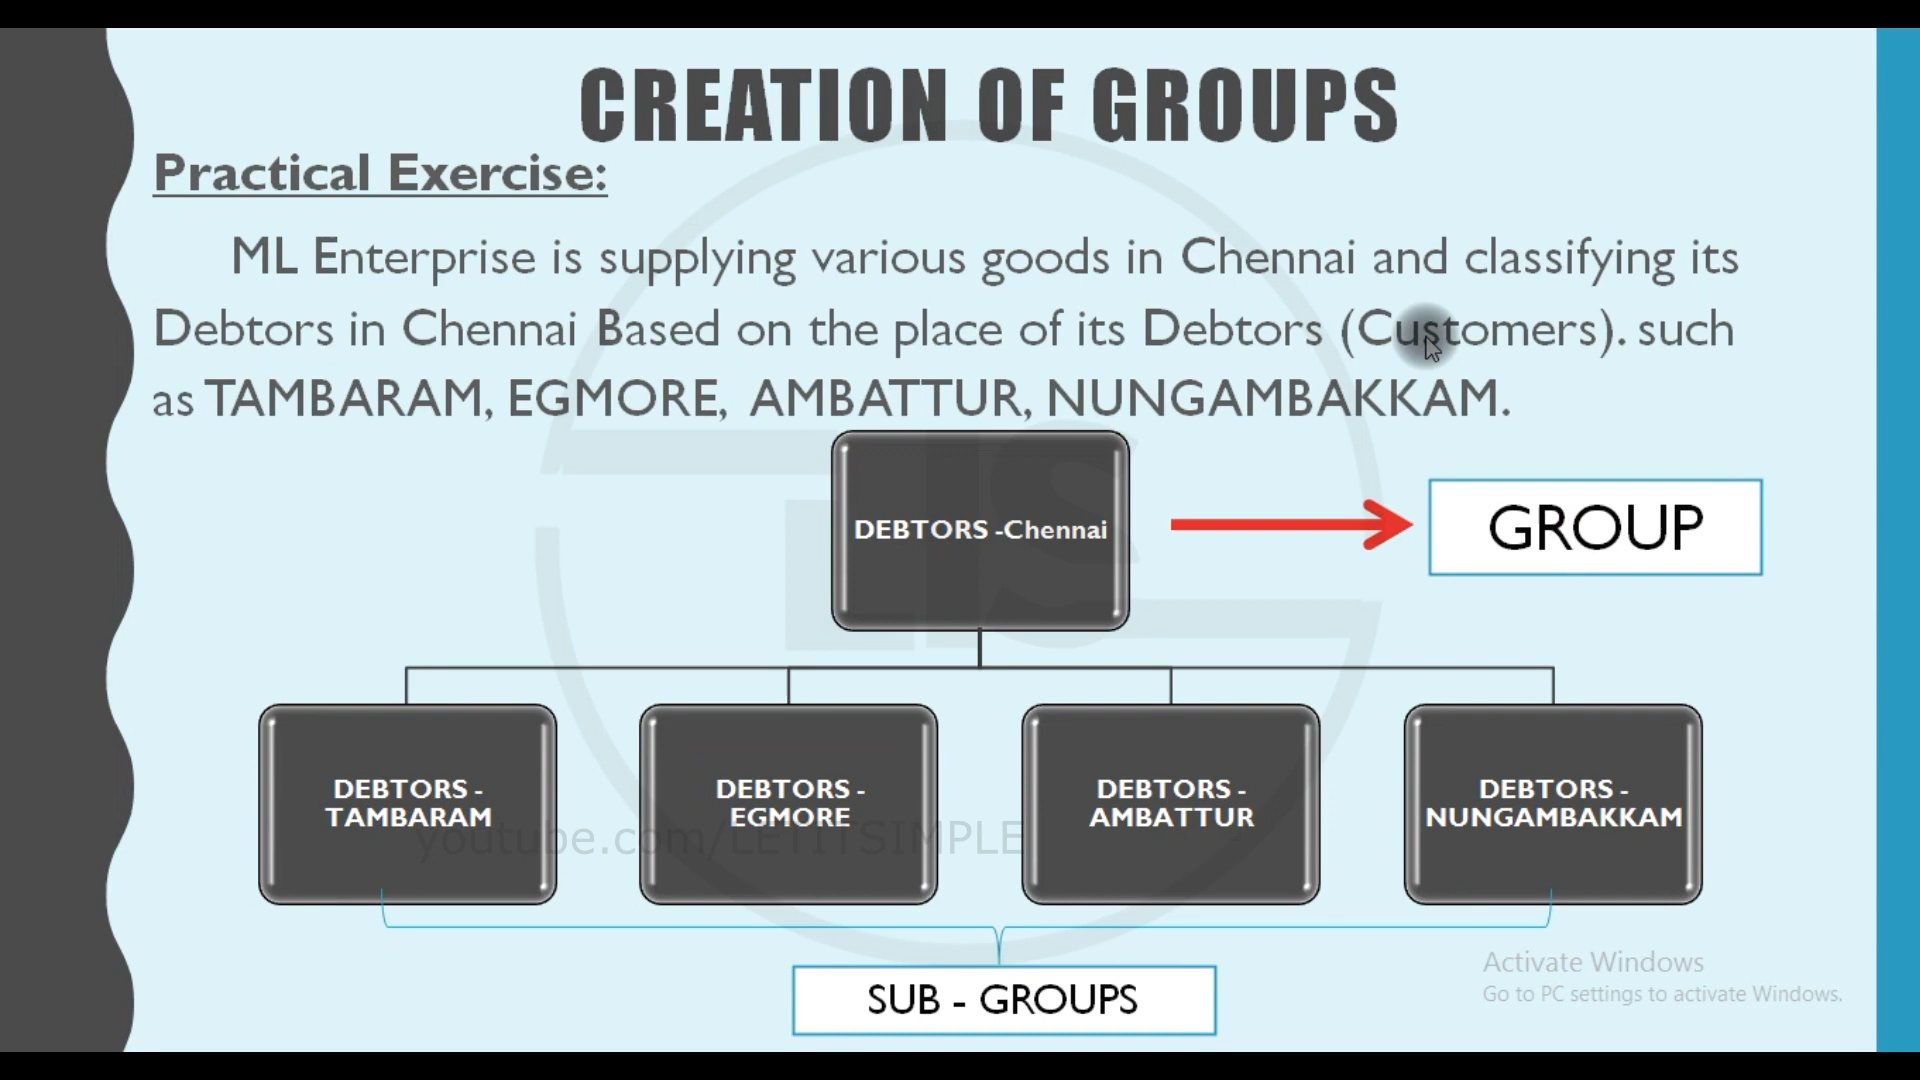 CREATION OF GROUPS
Practical Exercise:
ML Enterprise is supplying various goods in Chennai and classifying its
Debtors in Chennai Based on the place of its Debtors (Customers). such
as TAMBARAM, EGMORE, AMBATTUR, NUNGAMBAKKAM.
DEBTORS -Chennai
GROUP
DEBTORS -
TAMBARAM
DEBTORS -
EGMORE
DEBTORS -
AMBATTUR
DEBTORS -
NUNGAMBAKKAM
youtube.com/LETITSIMPLE
SUB - GROUPS
Activate Windows
Go to PC settings to activate Windows.
LIS